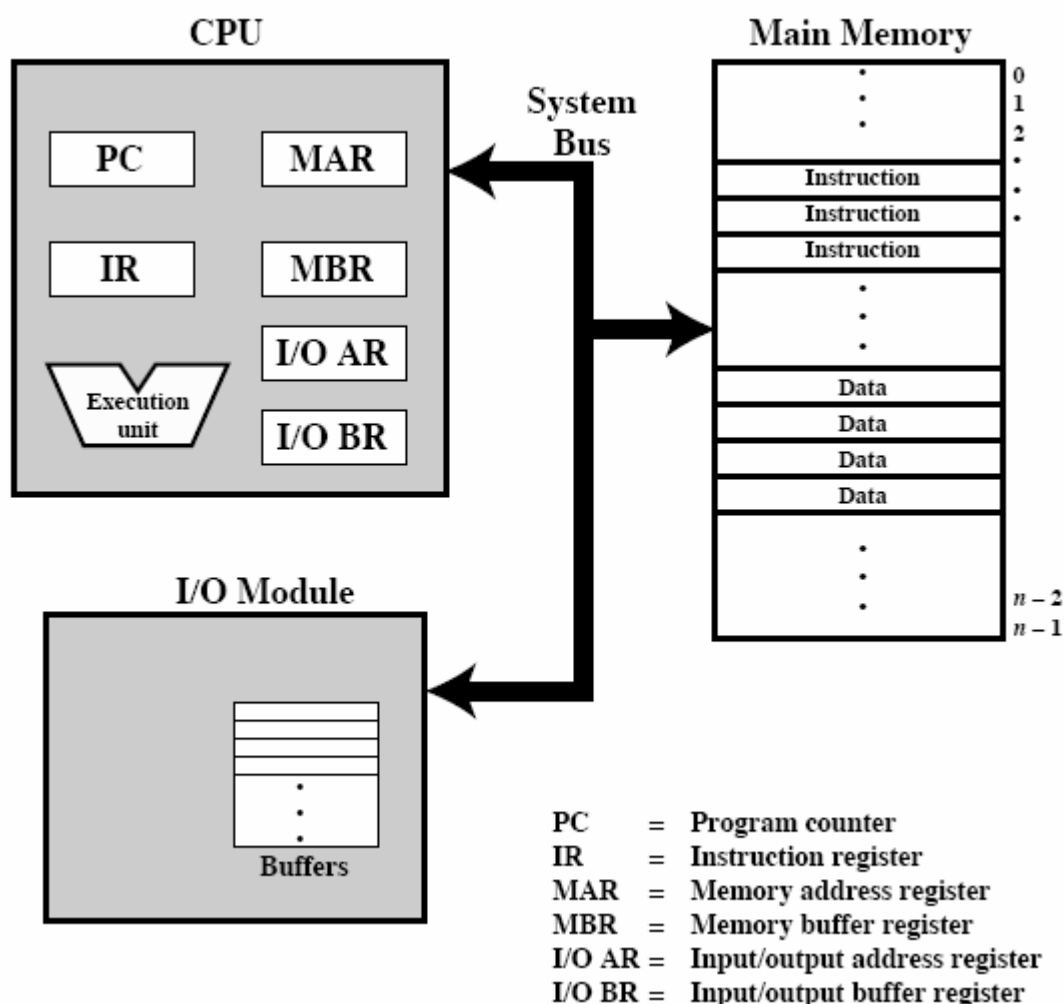 CPU
PC
MAR
IR
MBR
I/O AR
I/O BR
Execution
unit
System
Bus
Main Memory
0
1
2
Instruction
Instruction
Instruction
Data
Data
Data
Data
n – 2
n – 1
I/O Module
Buffers
PC = Program counter
IR = Instruction register
MAR = Memory address register
MBR = Memory buffer register
I/O AR = Input/output address register
I/O BR = Input/output buffer register